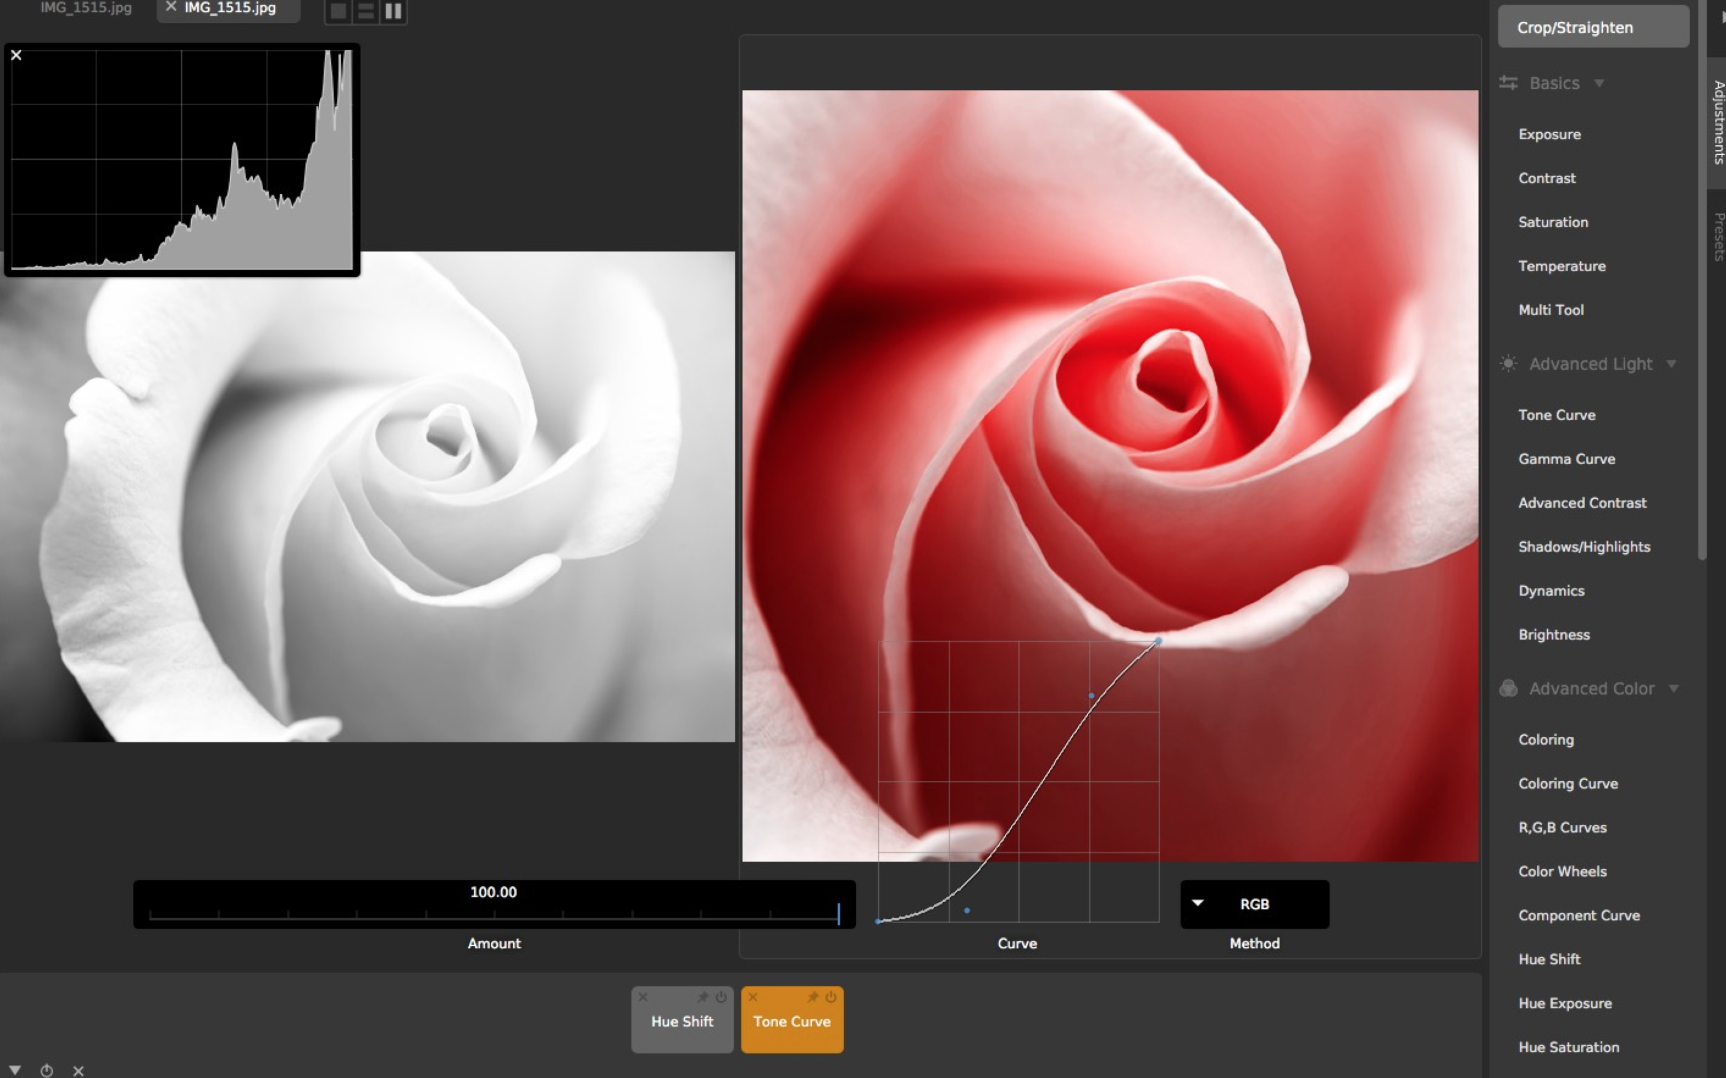 IMG_1515.jpg
IMG_1515.jpg
Crop/Straighten
Basics
Exposure
Contrast
Saturation
Temperature
Multi Tool
Advanced Light
Tone Curve
Gamma Curve
Advanced Contrast
Shadows/Highlights
Dynamics
Brightness
Advanced Color
Coloring
Coloring Curve
R,G,B Curves
Color Wheels
Component Curve
Hue Shift
Hue Exposure
Hue Saturation
Adjustments
Presets
100.00
Amount
Curve
RGB
Method
Hue Shift
Tone Curve